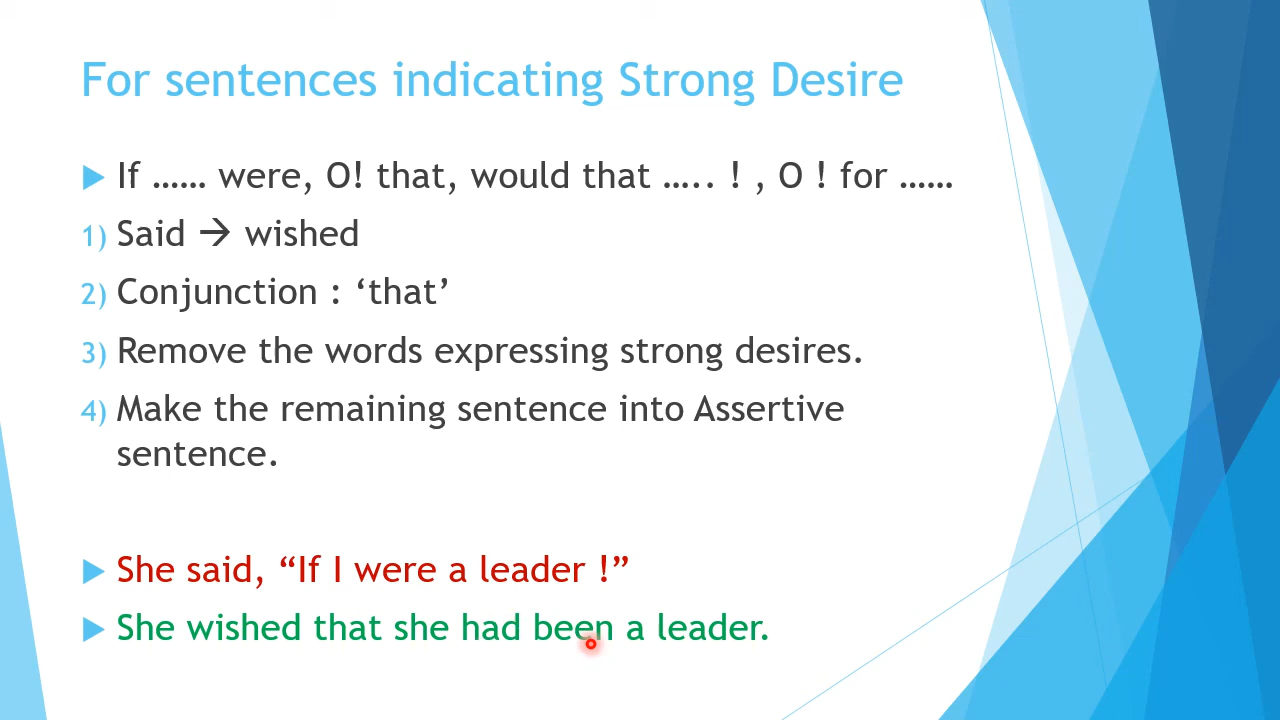 For sentences indicating Strong Desire
If …… were, O! that, would that ….. ! , O ! for ……
1) Said → wished
2) Conjunction : ‘that’
3) Remove the words expressing strong desires.
4) Make the remaining sentence into Assertive
sentence.
She said, “If I were a leader !”
She wished that she had been a leader.